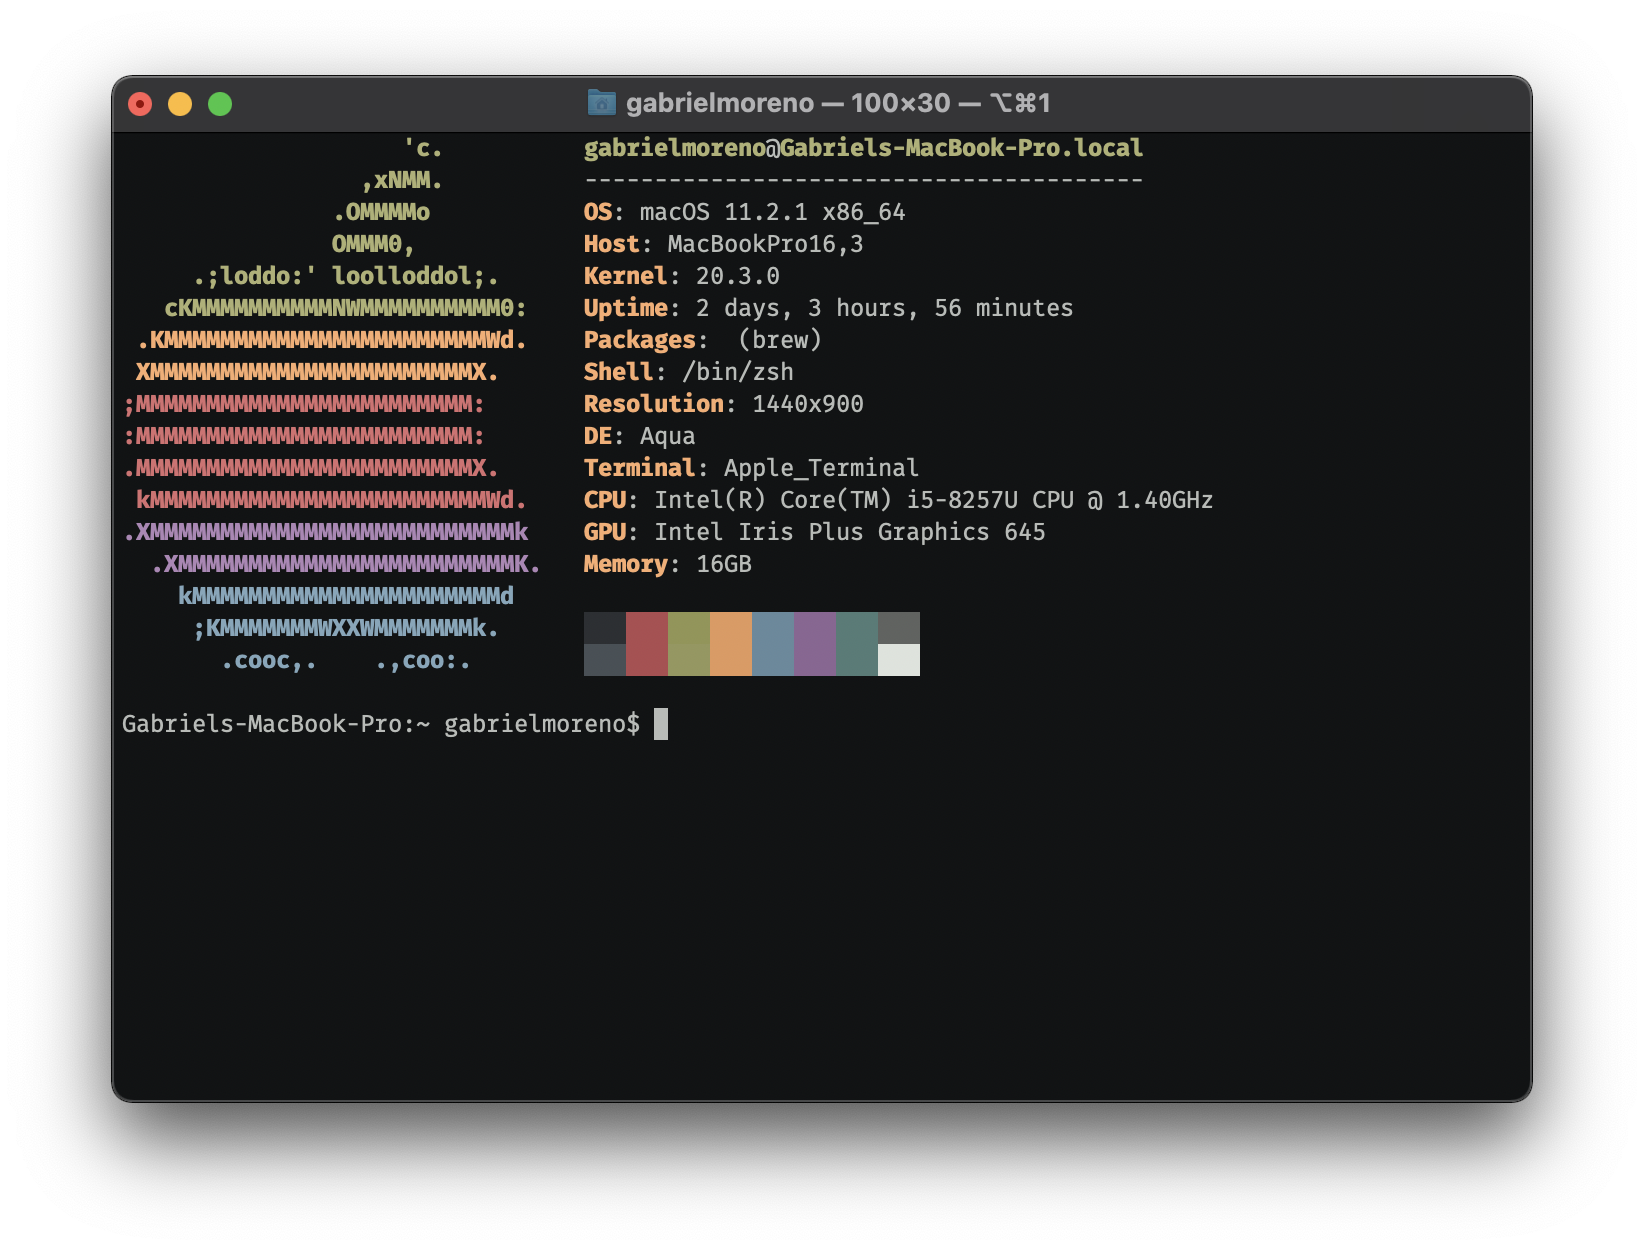 gabrielmoreno — 100×30 — ⌥⌘1
'c. gabrielmoreno@Gabriels-MacBook-Pro.local
,xNMM. ----------------------------------------
.OMMMMo OS: macOS 11.2.1 x86_64
OMMM0, Host: MacBookPro16,3
.;loddo:' loolloddol;. Kernel: 20.3.0
cKMMMMMMMMMMNWMMMMMMMMMM0: Uptime: 2 days, 3 hours, 56 minutes
.KMMMMMMMMMMMMMMMMMMMMMMMWd. Packages: (brew)
XMMMMMMMMMMMMMMMMMMMMMMMX. Shell: /bin/zsh
;MMMMMMMMMMMMMMMMMMMMMMMM: Resolution: 1440x900
:MMMMMMMMMMMMMMMMMMMMMMMM: DE: Aqua
.MMMMMMMMMMMMMMMMMMMMMMMMX. Terminal: Apple_Terminal
kMMMMMMMMMMMMMMMMMMMMMMMMWd. CPU: Intel(R) Core(TM) i5-8257U CPU @ 1.40GHz
.XMMMMMMMMMMMMMMMMMMMMMMMMMMk GPU: Intel Iris Plus Graphics 645
.XMMMMMMMMMMMMMMMMMMMMMMMMK. Memory: 16GB
kMMMMMMMMMMMMMMMMMMMMMMd
;KMMMMMMMWXXWMMMMMMMk.
.cooc,. .,coo:.
Gabriels-MacBook-Pro:~ gabrielmoreno$